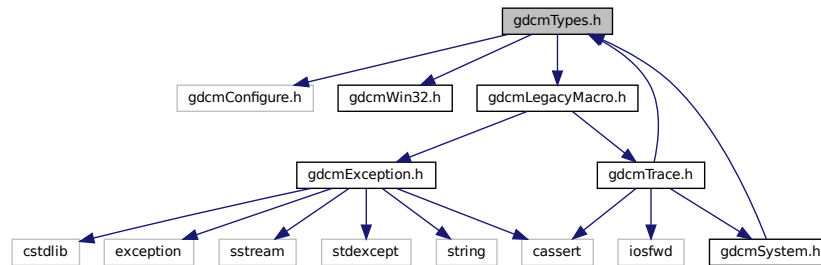 gdcmTypes.h
gdcmConfigure.h
gdcmWin32.h
gdcmLegacyMacro.h
gdcmException.h
gdcmTrace.h
cstdlib
exception
sstream
stdexcept
string
cassert
iosfwd
gdcmSystem.h